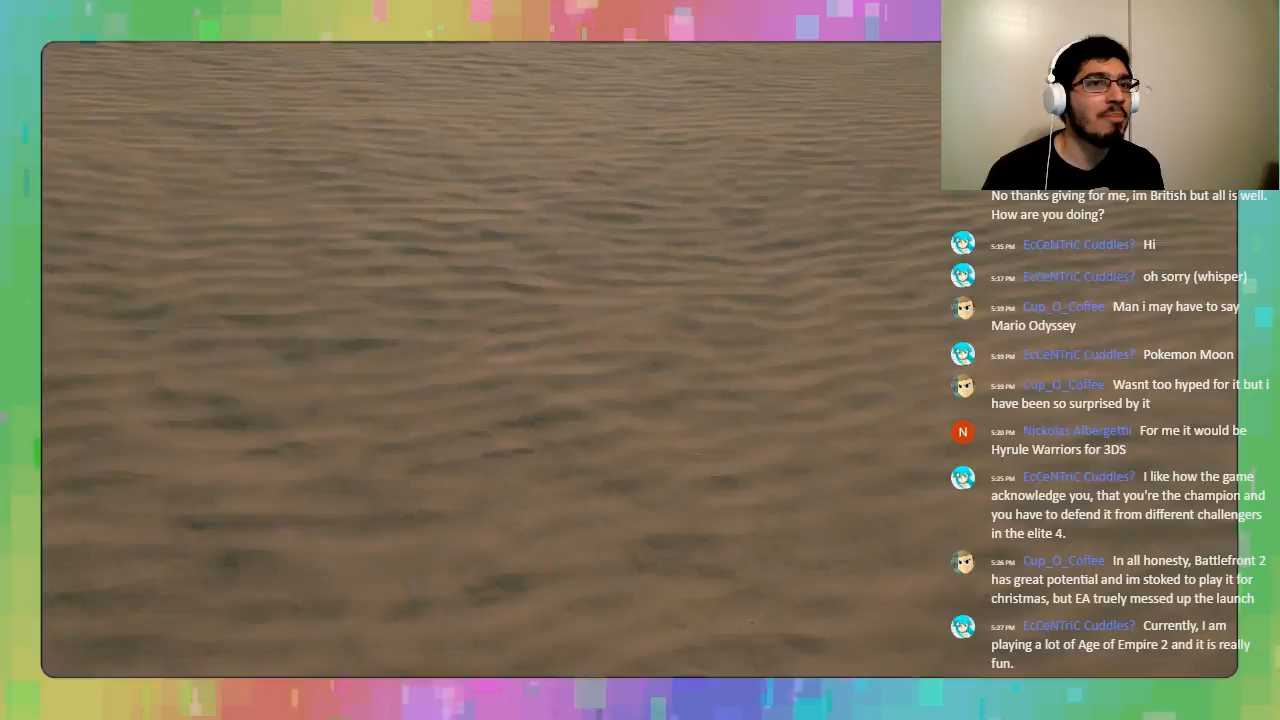 No thanks giving for me, im British but all is well.
How are you doing?
5:15 PM EcCeNTriC Cuddles? Hi
5:17 PM EcCeNTriC Cuddles? oh sorry (whisper)
5:19 PM Cup_O_Coffee Man i may have to say
Mario Odyssey
5:19 PM EcCeNTriC Cuddles? Pokemon Moon
5:19 PM Cup_O_Coffee Wasnt too hyped for it but i
have been so surprised by it
N 5:20 PM Nickolas Albergetti For me it would be
Hyrule Warriors for 3DS
5:25 PM EcCeNTriC Cuddles? I like how the game
acknowledge you, that you're the champion and
you have to defend it from different challengers
in the elite 4.
5:26 PM Cup_O_Coffee In all honesty, Battlefront 2
has great potential and im stoked to play it for
christmas, but EA truely messed up the launch
5:27 PM EcCeNTriC Cuddles? Currently, I am
playing a lot of Age of Empire 2 and it is really
fun.